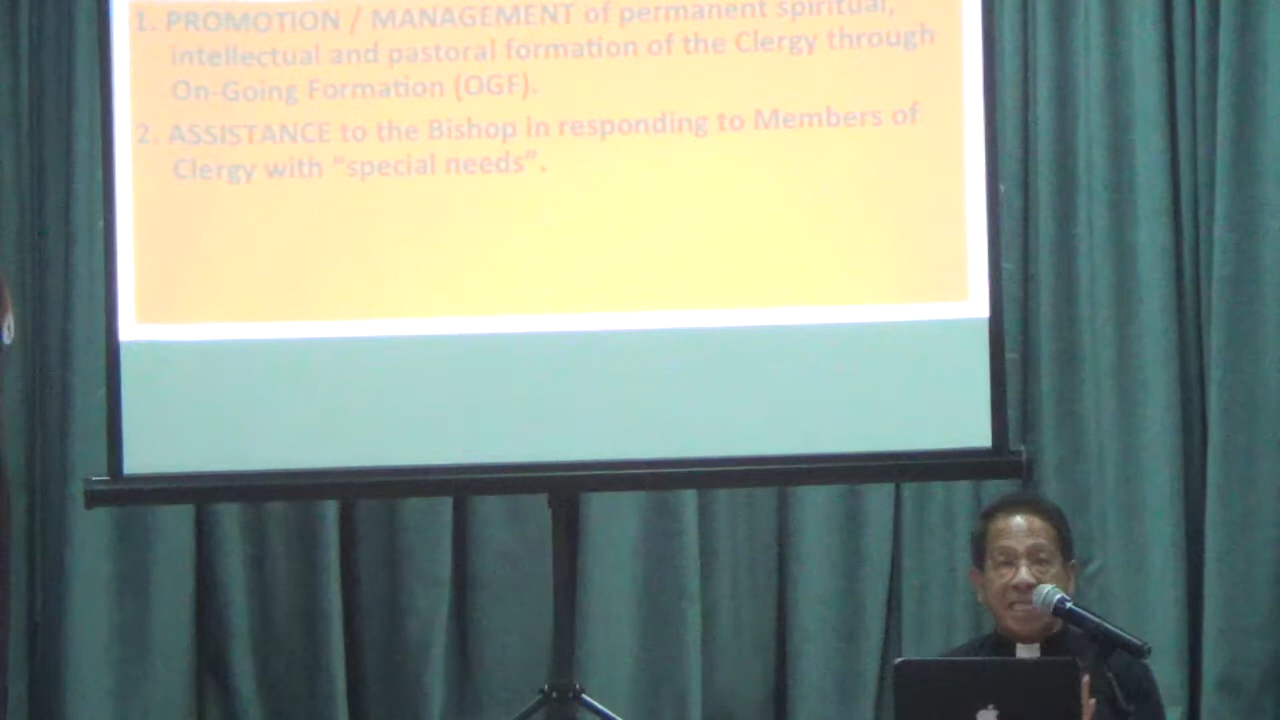 1. PROMOTION / MANAGEMENT of permanent spiritual,
intellectual and pastoral formation of the Clergy through
On-Going Formation (OGF).
2. ASSISTANCE to the Bishop in responding to Members of
Clergy with “special needs”.